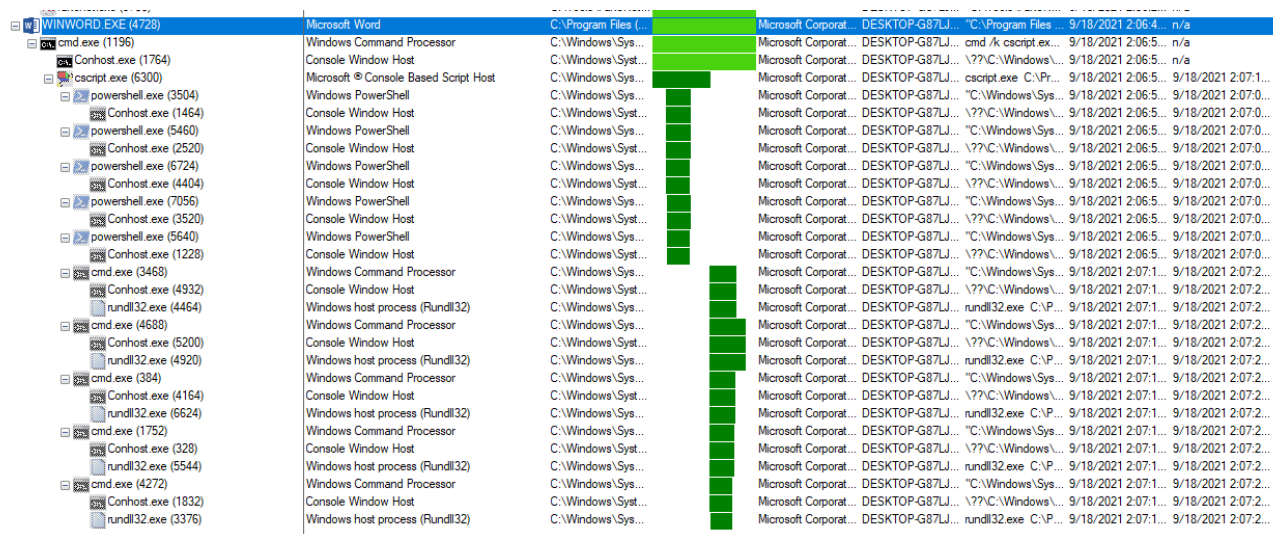 WINWORD.EXE (4728) Microsoft Word C:\Program Files (... Microsoft Corporat... DESKTOP-G87LJ... "C:\Program Files ... 9/18/2021 2:06:4... n/a
cmd.exe (1196) Windows Command Processor C:\Windows\Sys... Microsoft Corporat... DESKTOP-G87LJ... cmd /k cscript.ex... 9/18/2021 2:06:5... n/a
Conhost.exe (1764) Console Window Host C:\Windows\Syst... Microsoft Corporat... DESKTOP-G87LJ... \??\C:\Windows\... 9/18/2021 2:06:5... n/a
cscript.exe (6300) Microsoft ® Console Based Script Host C:\Windows\Sys... Microsoft Corporat... DESKTOP-G87LJ... cscript.exe C:\Pr... 9/18/2021 2:06:5... 9/18/2021 2:07:1...
powershell.exe (3504) Windows PowerShell C:\Windows\Sys... Microsoft Corporat... DESKTOP-G87LJ... "C:\Windows\Sys... 9/18/2021 2:06:5... 9/18/2021 2:07:0...
Conhost.exe (1464) Console Window Host C:\Windows\Syst... Microsoft Corporat... DESKTOP-G87LJ... \??\C:\Windows\... 9/18/2021 2:06:5... 9/18/2021 2:07:0...
powershell.exe (5460) Windows PowerShell C:\Windows\Sys... Microsoft Corporat... DESKTOP-G87LJ... "C:\Windows\Sys... 9/18/2021 2:06:5... 9/18/2021 2:07:0...
Conhost.exe (2520) Console Window Host C:\Windows\Syst... Microsoft Corporat... DESKTOP-G87LJ... \??\C:\Windows\... 9/18/2021 2:06:5... 9/18/2021 2:07:0...
powershell.exe (6724) Windows PowerShell C:\Windows\Sys... Microsoft Corporat... DESKTOP-G87LJ... "C:\Windows\Sys... 9/18/2021 2:06:5... 9/18/2021 2:07:0...
Conhost.exe (4404) Console Window Host C:\Windows\Syst... Microsoft Corporat... DESKTOP-G87LJ... \??\C:\Windows\... 9/18/2021 2:06:5... 9/18/2021 2:07:0...
powershell.exe (7056) Windows PowerShell C:\Windows\Sys... Microsoft Corporat... DESKTOP-G87LJ... "C:\Windows\Sys... 9/18/2021 2:06:5... 9/18/2021 2:07:0...
Conhost.exe (3520) Console Window Host C:\Windows\Syst... Microsoft Corporat... DESKTOP-G87LJ... \??\C:\Windows\... 9/18/2021 2:06:5... 9/18/2021 2:07:0...
powershell.exe (5640) Windows PowerShell C:\Windows\Sys... Microsoft Corporat... DESKTOP-G87LJ... "C:\Windows\Sys... 9/18/2021 2:06:5... 9/18/2021 2:07:0...
Conhost.exe (1228) Console Window Host C:\Windows\Syst... Microsoft Corporat... DESKTOP-G87LJ... \??\C:\Windows\... 9/18/2021 2:06:5... 9/18/2021 2:07:0...
cmd.exe (3468) Windows Command Processor C:\Windows\Sys... Microsoft Corporat... DESKTOP-G87LJ... "C:\Windows\Sys... 9/18/2021 2:07:1... 9/18/2021 2:07:2...
Conhost.exe (4932) Console Window Host C:\Windows\Syst... Microsoft Corporat... DESKTOP-G87LJ... \??\C:\Windows\... 9/18/2021 2:07:1... 9/18/2021 2:07:2...
rundll32.exe (4464) Windows host process (Rundll32) C:\Windows\Sys... Microsoft Corporat... DESKTOP-G87LJ... rundll32.exe C:\P... 9/18/2021 2:07:1... 9/18/2021 2:07:2...
cmd.exe (4688) Windows Command Processor C:\Windows\Sys... Microsoft Corporat... DESKTOP-G87LJ... "C:\Windows\Sys... 9/18/2021 2:07:1... 9/18/2021 2:07:2...
Conhost.exe (5200) Console Window Host C:\Windows\Syst... Microsoft Corporat... DESKTOP-G87LJ... \??\C:\Windows\... 9/18/2021 2:07:1... 9/18/2021 2:07:2...
rundll32.exe (4920) Windows host process (Rundll32) C:\Windows\Sys... Microsoft Corporat... DESKTOP-G87LJ... rundll32.exe C:\P... 9/18/2021 2:07:1... 9/18/2021 2:07:2...
cmd.exe (384) Windows Command Processor C:\Windows\Sys... Microsoft Corporat... DESKTOP-G87LJ... "C:\Windows\Sys... 9/18/2021 2:07:1... 9/18/2021 2:07:2...
Conhost.exe (4164) Console Window Host C:\Windows\Syst... Microsoft Corporat... DESKTOP-G87LJ... \??\C:\Windows\... 9/18/2021 2:07:1... 9/18/2021 2:07:2...
rundll32.exe (6624) Windows host process (Rundll32) C:\Windows\Sys... Microsoft Corporat... DESKTOP-G87LJ... rundll32.exe C:\P... 9/18/2021 2:07:1... 9/18/2021 2:07:2...
cmd.exe (1752) Windows Command Processor C:\Windows\Sys... Microsoft Corporat... DESKTOP-G87LJ... "C:\Windows\Sys... 9/18/2021 2:07:1... 9/18/2021 2:07:2...
Conhost.exe (328) Console Window Host C:\Windows\Syst... Microsoft Corporat... DESKTOP-G87LJ... \??\C:\Windows\... 9/18/2021 2:07:1... 9/18/2021 2:07:2...
rundll32.exe (5544) Windows host process (Rundll32) C:\Windows\Sys... Microsoft Corporat... DESKTOP-G87LJ... rundll32.exe C:\P... 9/18/2021 2:07:1... 9/18/2021 2:07:2...
cmd.exe (4272) Windows Command Processor C:\Windows\Sys... Microsoft Corporat... DESKTOP-G87LJ... "C:\Windows\Sys... 9/18/2021 2:07:1... 9/18/2021 2:07:2...
Conhost.exe (1832) Console Window Host C:\Windows\Syst... Microsoft Corporat... DESKTOP-G87LJ... \??\C:\Windows\... 9/18/2021 2:07:1... 9/18/2021 2:07:2...
rundll32.exe (3376) Windows host process (Rundll32) C:\Windows\Sys... Microsoft Corporat... DESKTOP-G87LJ... rundll32.exe C:\P... 9/18/2021 2:07:1... 9/18/2021 2:07:2...